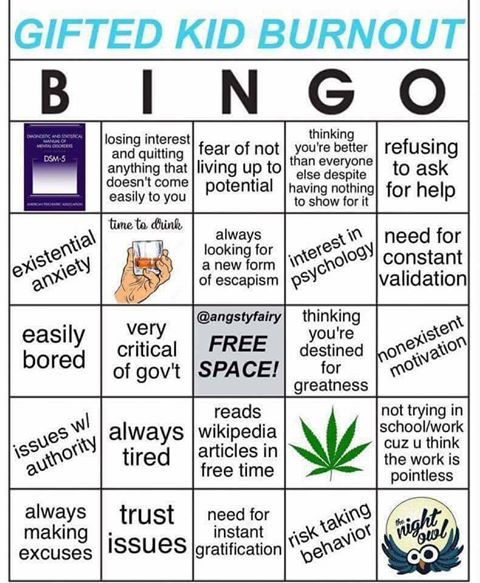 GIFTED KID BURNOUT
B I N G O
DIAGNOSTIC AND STATISTICAL
MANUAL OF
MENTAL DISORDERS
DSM-5
AMERICAN PSYCHIATRIC ASSOCIATION
losing interest
and quitting
anything that
doesn't come
easily to you
fear of not
living up to
potential
thinking
you're better
than everyone
else despite
having nothing
to show for it
refusing
to ask
for help
existential
anxiety
time to drink
always
looking for
a new form
of escapism
interest in
psychology
need for
constant
validation
easily
bored
very
critical
of gov't
@angstyfairy
FREE
SPACE!
thinking
you're
destined
for
greatness
nonexistent
motivation
issues w/
authority
always
tired
reads
wikipedia
articles in
free time
not trying in
school/work
cuz u think
the work is
pointless
always
making
excuses
trust
issues
need for
instant
gratification
risk taking
behavior
the
night
owl